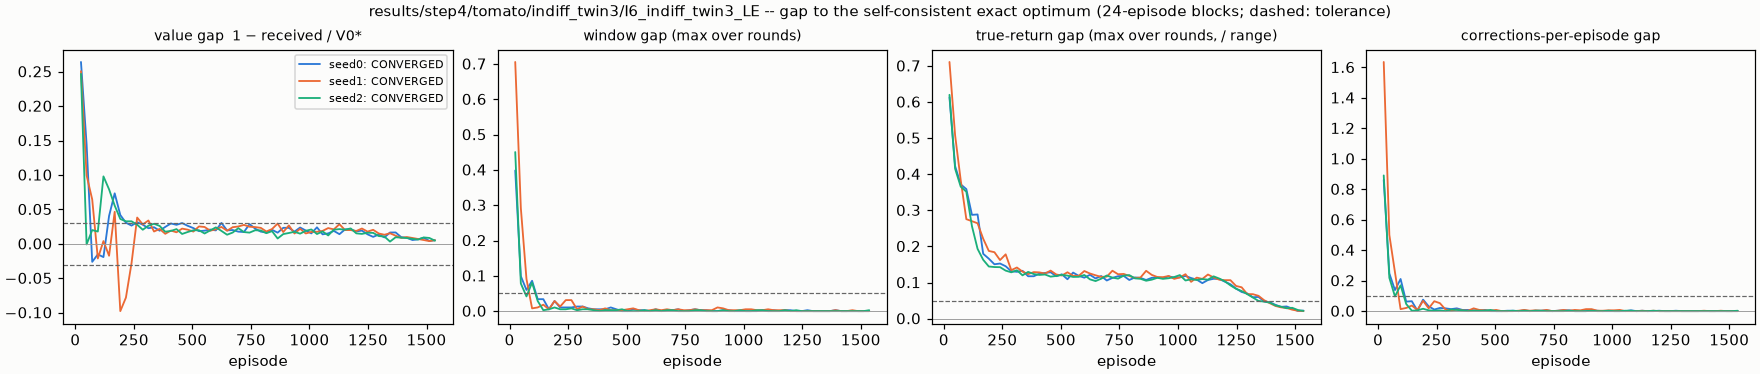 results/step4/tomato/indiff_twin3/l6_indiff_twin3_LE -- gap to the self-consistent exact optimum (24-episode blocks; dashed: tolerance)
value gap 1 − received / V0*
0.25
0.20
0.15
0.10
0.05
0.00
−0.05
−0.10
seed0: CONVERGED
seed1: CONVERGED
seed2: CONVERGED
0 250 500 750 1000 1250 1500
episode
window gap (max over rounds)
0.7
0.6
0.5
0.4
0.3
0.2
0.1
0.0
0 250 500 750 1000 1250 1500
episode
true-return gap (max over rounds, / range)
0.7
0.6
0.5
0.4
0.3
0.2
0.1
0.0
0 250 500 750 1000 1250 1500
episode
corrections-per-episode gap
1.6
1.4
1.2
1.0
0.8
0.6
0.4
0.2
0.0
0 250 500 750 1000 1250 1500
episode